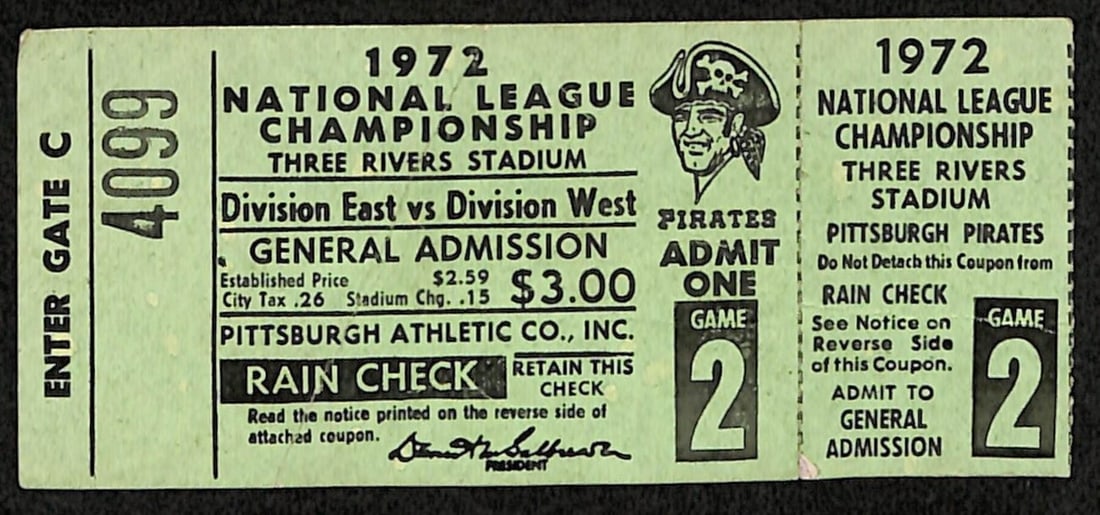 ENTER GATE C
4099
1972
NATIONAL LEAGUE
CHAMPIONSHIP
THREE RIVERS STADIUM
Division East vs Division West
GENERAL ADMISSION
Established Price $2.59
City Tax .26 Stadium Chg. .15 $3.00
PITTSBURGH ATHLETIC CO., INC.
RAIN CHECK
RETAIN THIS
CHECK
Read the notice printed on the reverse side of
attached coupon.
PRESIDENT
PIRATES
ADMIT
ONE
GAME
2
1972
NATIONAL LEAGUE
CHAMPIONSHIP
THREE RIVERS
STADIUM
PITTSBURGH PIRATES
Do Not Detach this Coupon from
RAIN CHECK
See Notice on
Reverse Side
of this Coupon.
ADMIT TO
GENERAL
ADMISSION
GAME
2